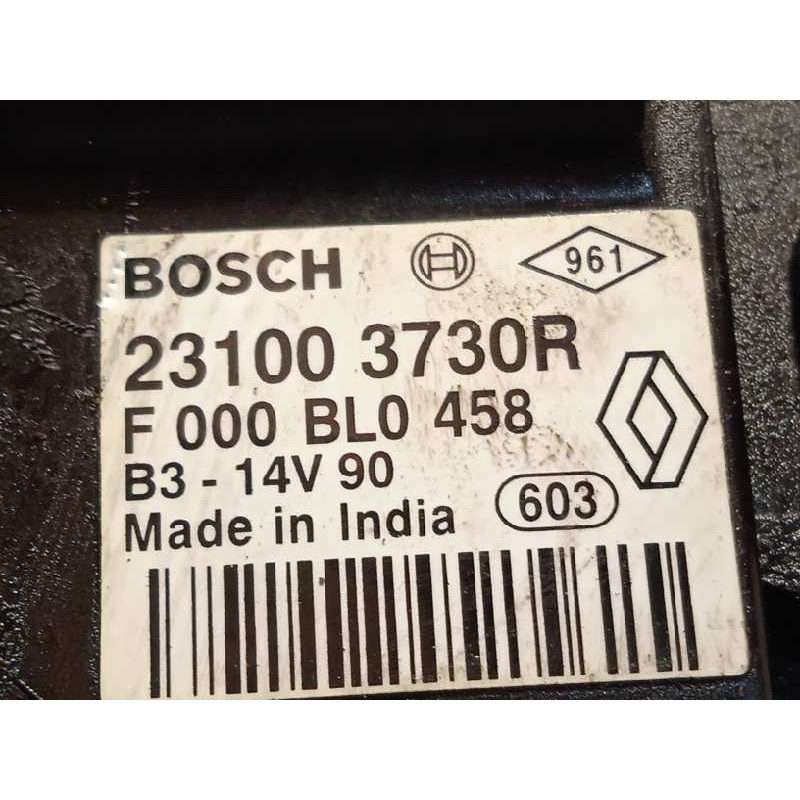 BOSCH 961
23100 3730R
F 000 BL0 458
B3 - 14V 90
603
Made in India